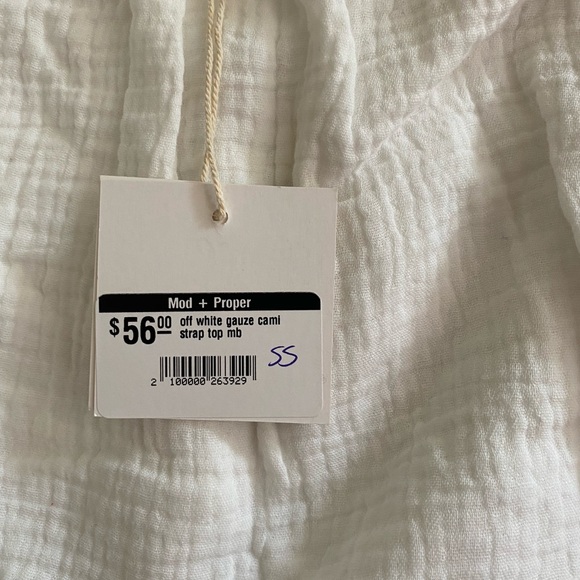 Mod + Proper
$56.00 off white gauze cami
strap top mb
SS
2 100000 263929